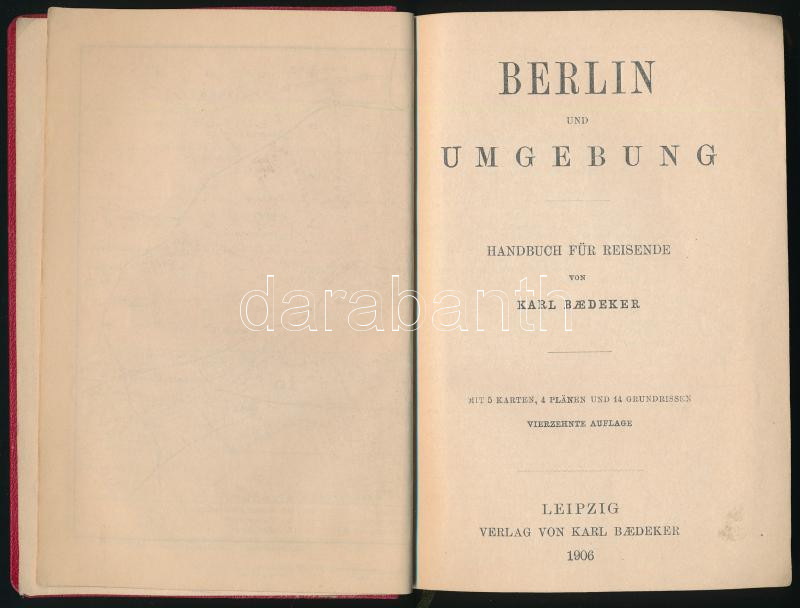 BERLIN
UND
UMGEBUNG
HANDBUCH FÜR REISENDE
VON
KARL BÆDEKER
darabanth
MIT 5 KARTEN, 4 PLÄNEN UND 14 GRUNDRISSEN
VIERZEHNTE AUFLAGE
LEIPZIG
VERLAG VON KARL BÆDEKER
1906